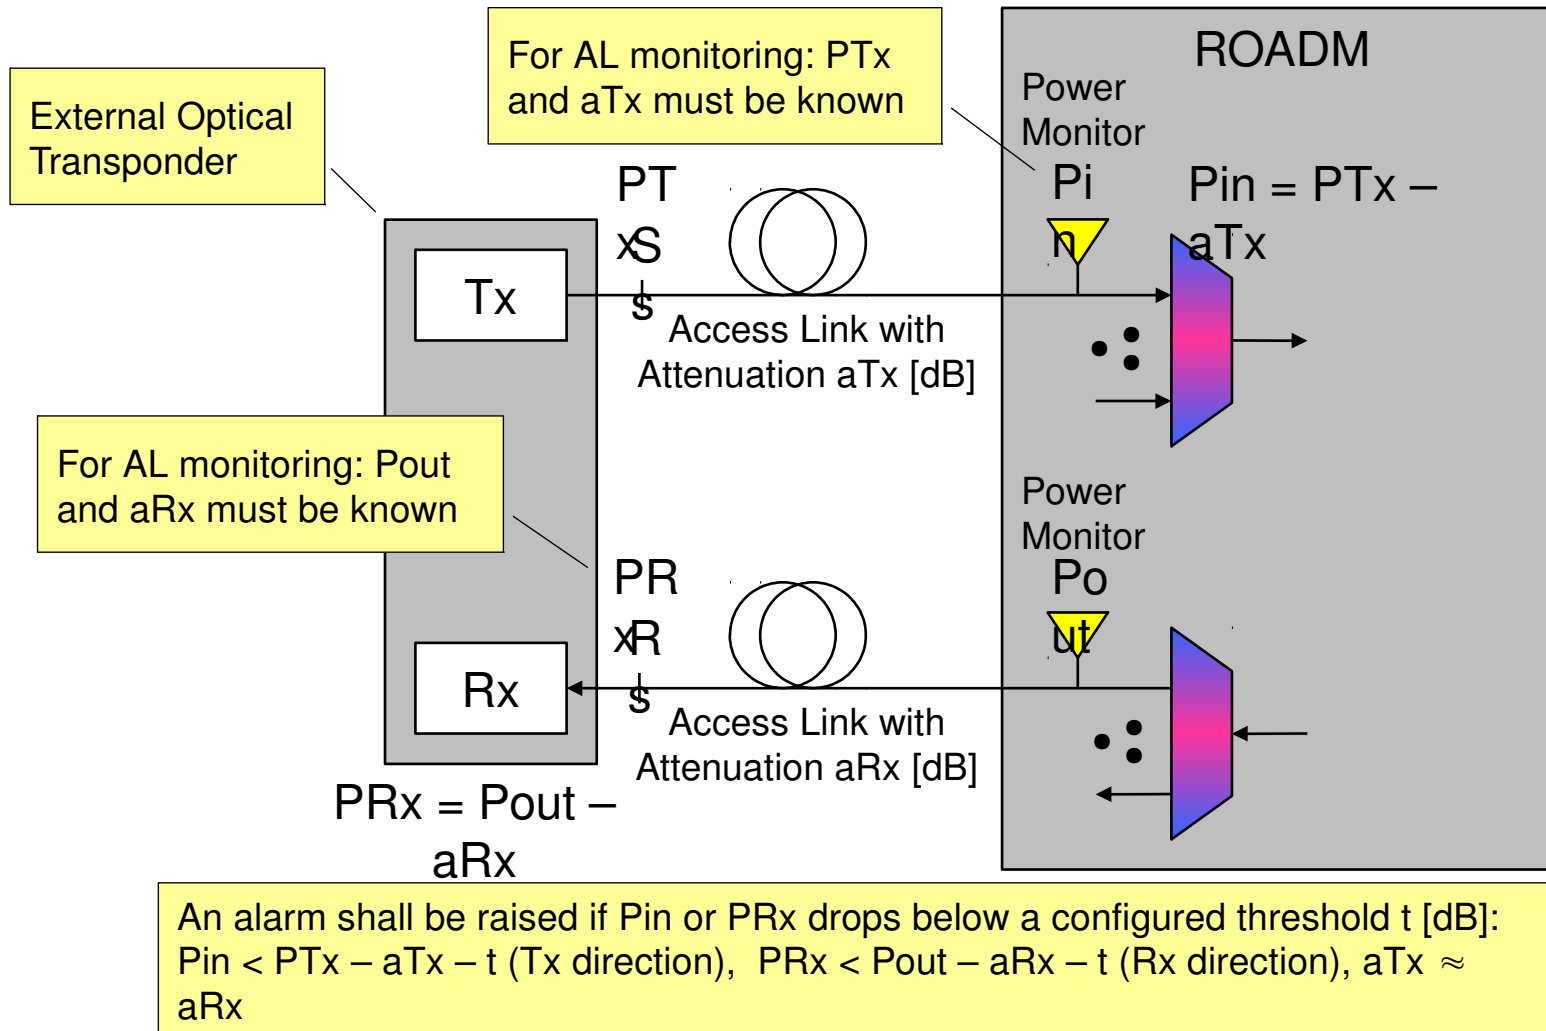 For AL monitoring: PTx
and aTx must be known
ROADM
External Optical
Transponder
Power
Monitor
PT
x
Pi
n
Pin = PTx –
aTx
S
s
Tx
Access Link with
Attenuation aTx [dB]
For AL monitoring: Pout
and aRx must be known
Power
Monitor
PR
x
Po
ut
R
s
Rx
Access Link with
Attenuation aRx [dB]
PRx = Pout –
aRx
An alarm shall be raised if Pin or PRx drops below a configured threshold t [dB]:
Pin < PTx – aTx – t (Tx direction),  PRx < Pout – aRx – t (Rx direction), aTx ≈
aRx